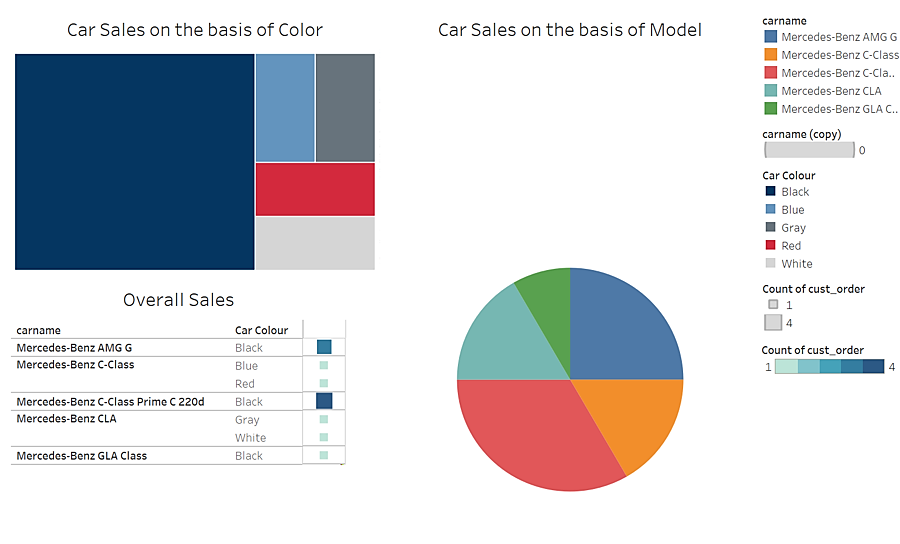 Car Sales on the basis of Color
Car Sales on the basis of Model
carname
Mercedes-Benz AMG G
Mercedes-Benz C-Class
Mercedes-Benz C-Cla..
Mercedes-Benz CLA
Mercedes-Benz GLA C..
carname (copy)
0
Car Colour
Black
Blue
Gray
Red
White
Count of cust_order
1
4
Count of cust_order
1 4
Overall Sales
carname Car Colour
Mercedes-Benz AMG G Black
Mercedes-Benz C-Class Blue
Red
Mercedes-Benz C-Class Prime C 220d Black
Mercedes-Benz CLA Gray
White
Mercedes-Benz GLA Class Black